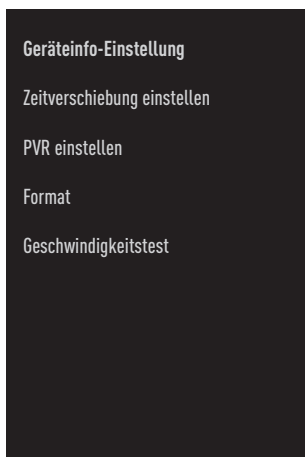 Geräteinfo-Einstellung
Zeitverschiebung einstellen
PVR einstellen
Format
Geschwindigkeitstest